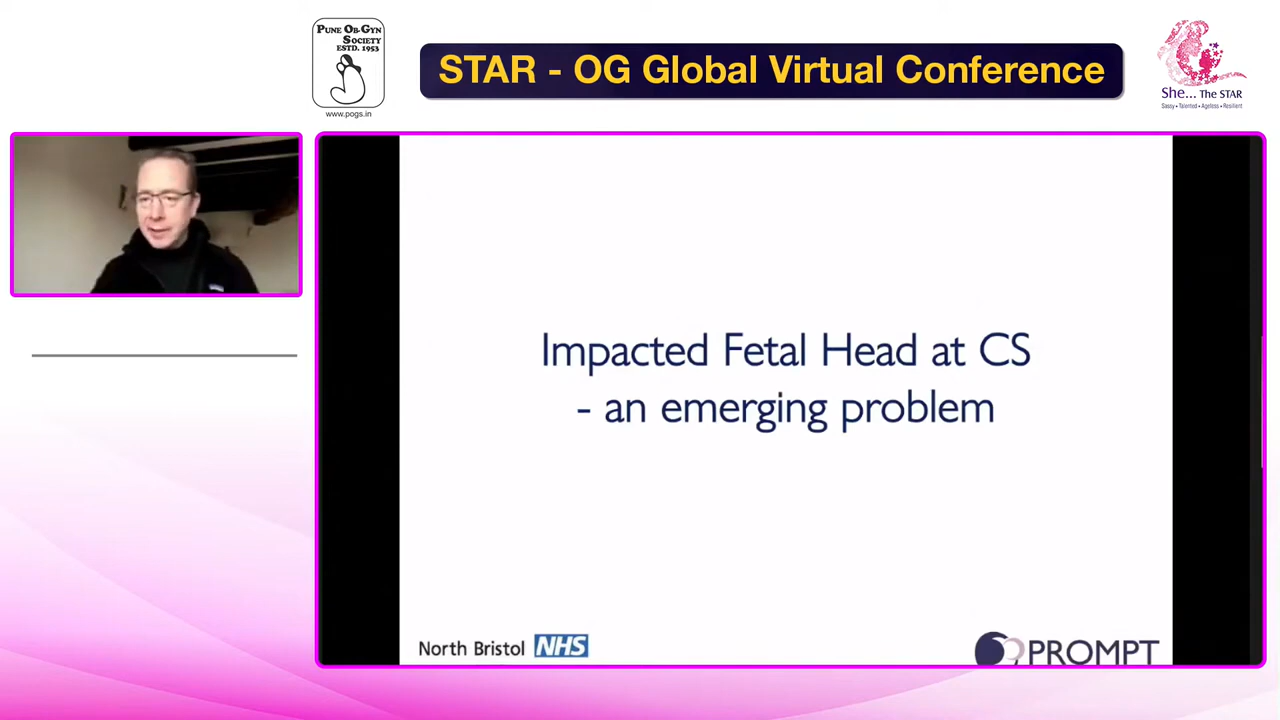 PUNE OB-GYN
SOCIETY
ESTD. 1953
www.pogs.in
STAR - OG Global Virtual Conference
She... The STAR
Sassy • Talented • Ageless • Resilient
Impacted Fetal Head at CS
- an emerging problem
North Bristol NHS
PROMPT